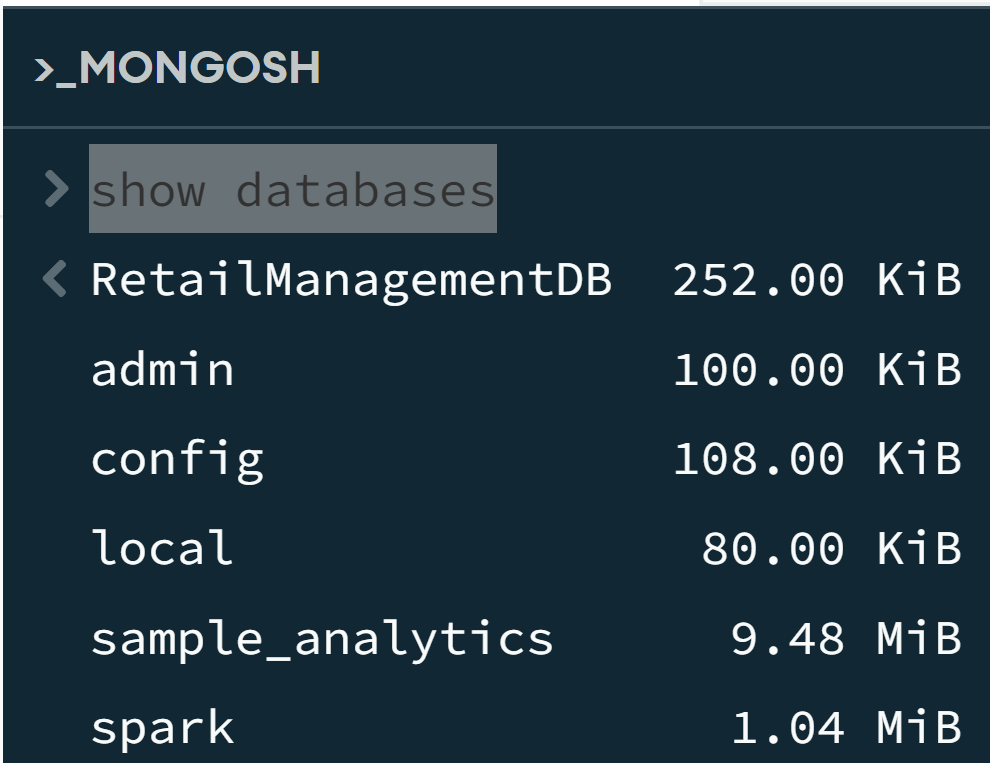 >_MONGOSH
> show databases
< RetailManagementDB 252.00 KiB
admin 100.00 KiB
config 108.00 KiB
local 80.00 KiB
sample_analytics 9.48 MiB
spark 1.04 MiB